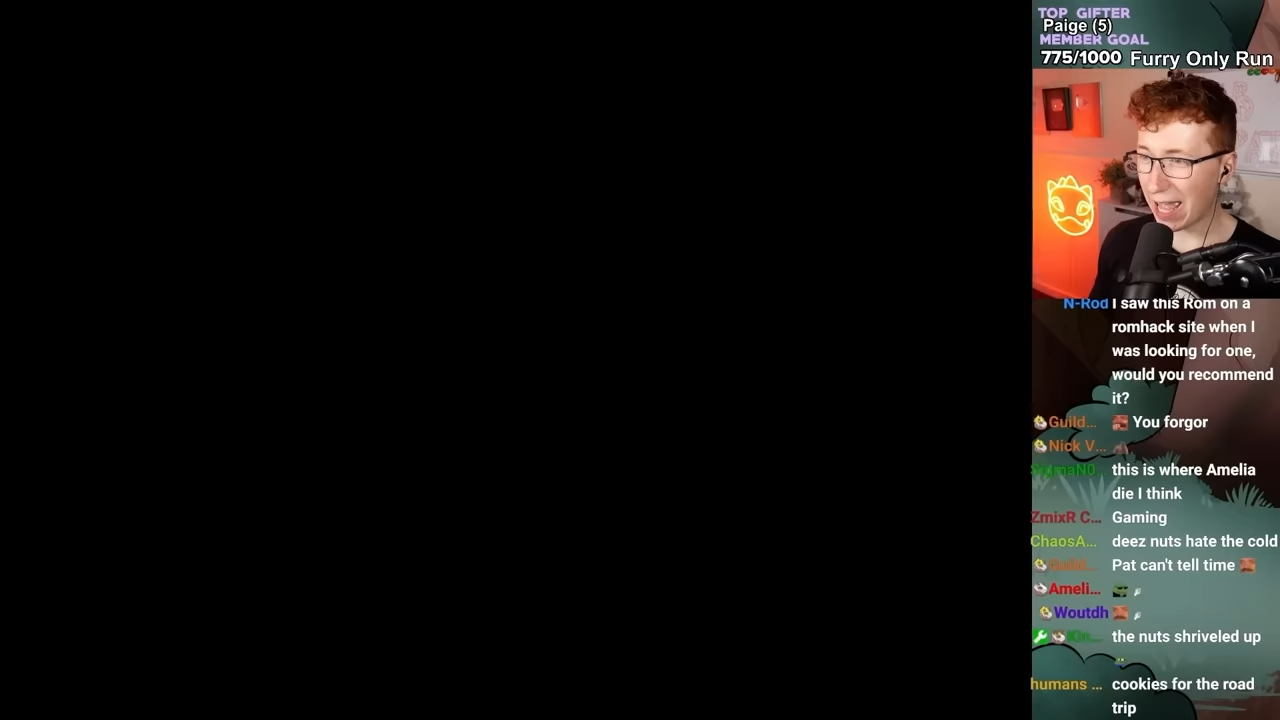 TOP GIFTER
Paige (5)
MEMBER GOAL
775/1000 Furry Only Run
N-Rod I saw this Rom on a
romhack site when I
was looking for one,
would you recommend
it?
Guild... You forgor
Nick V...
SigmaN0 this is where Amelia
die I think
ZmixR C... Gaming
ChaosA... deez nuts hate the cold
Guild... Pat can't tell time
Ameli...
Woutdh
Kin... the nuts shriveled up
humans ... cookies for the road
trip